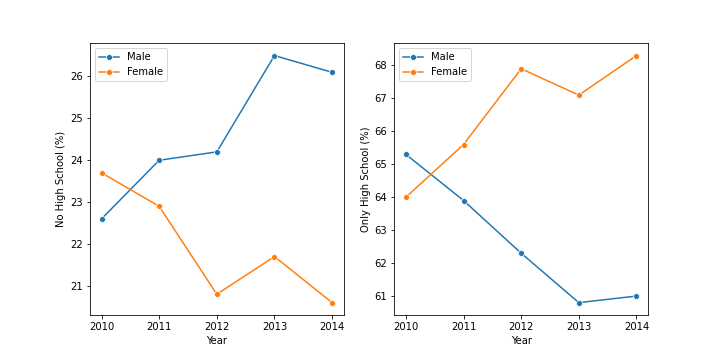 Male
Female
No High School (%)
26
25
24
23
22
21
2010 2011 2012 2013 2014
Year
Male
Female
Only High School (%)
68
67
66
65
64
63
62
61
2010 2011 2012 2013 2014
Year